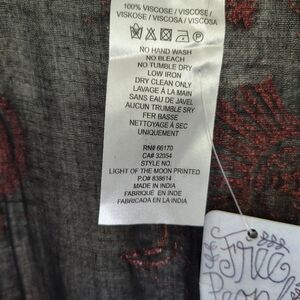 100% VISCOSE / VISCOSE /
VISKOSE / VISCOSA / VISCOSA
NO HAND WASH
NO BLEACH
NO TUMBLE DRY
LOW IRON
DRY CLEAN ONLY
LAVAGE À LA MAIN
SANS EAU DE JAVEL
AUCUN TRUMBLE SRY
FER BASSE
NETTOYAGE À SEC
UNIQUEMENT
RN# 66170
CA# 32054
STYLE NO.
LIGHT OF THE MOON PRINTED
P.O# 838614
MADE IN INDIA
FABRIQUÉ EN INDE
FABRICADA EN LA INDIA
Free